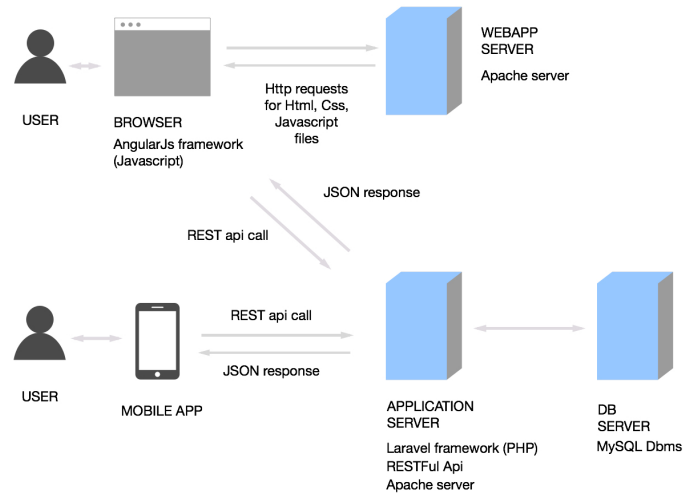 WEBAPP
SERVER
Apache server
Http requests
for Html, Css,
Javascript
files
USER
BROWSER
AngularJs framework
(Javascript)
JSON response
REST api call
REST api call
JSON response
USER
MOBILE APP
APPLICATION
SERVER
Laravel framework (PHP)
RESTFul Api
Apache server
DB
SERVER
MySQL Dbms